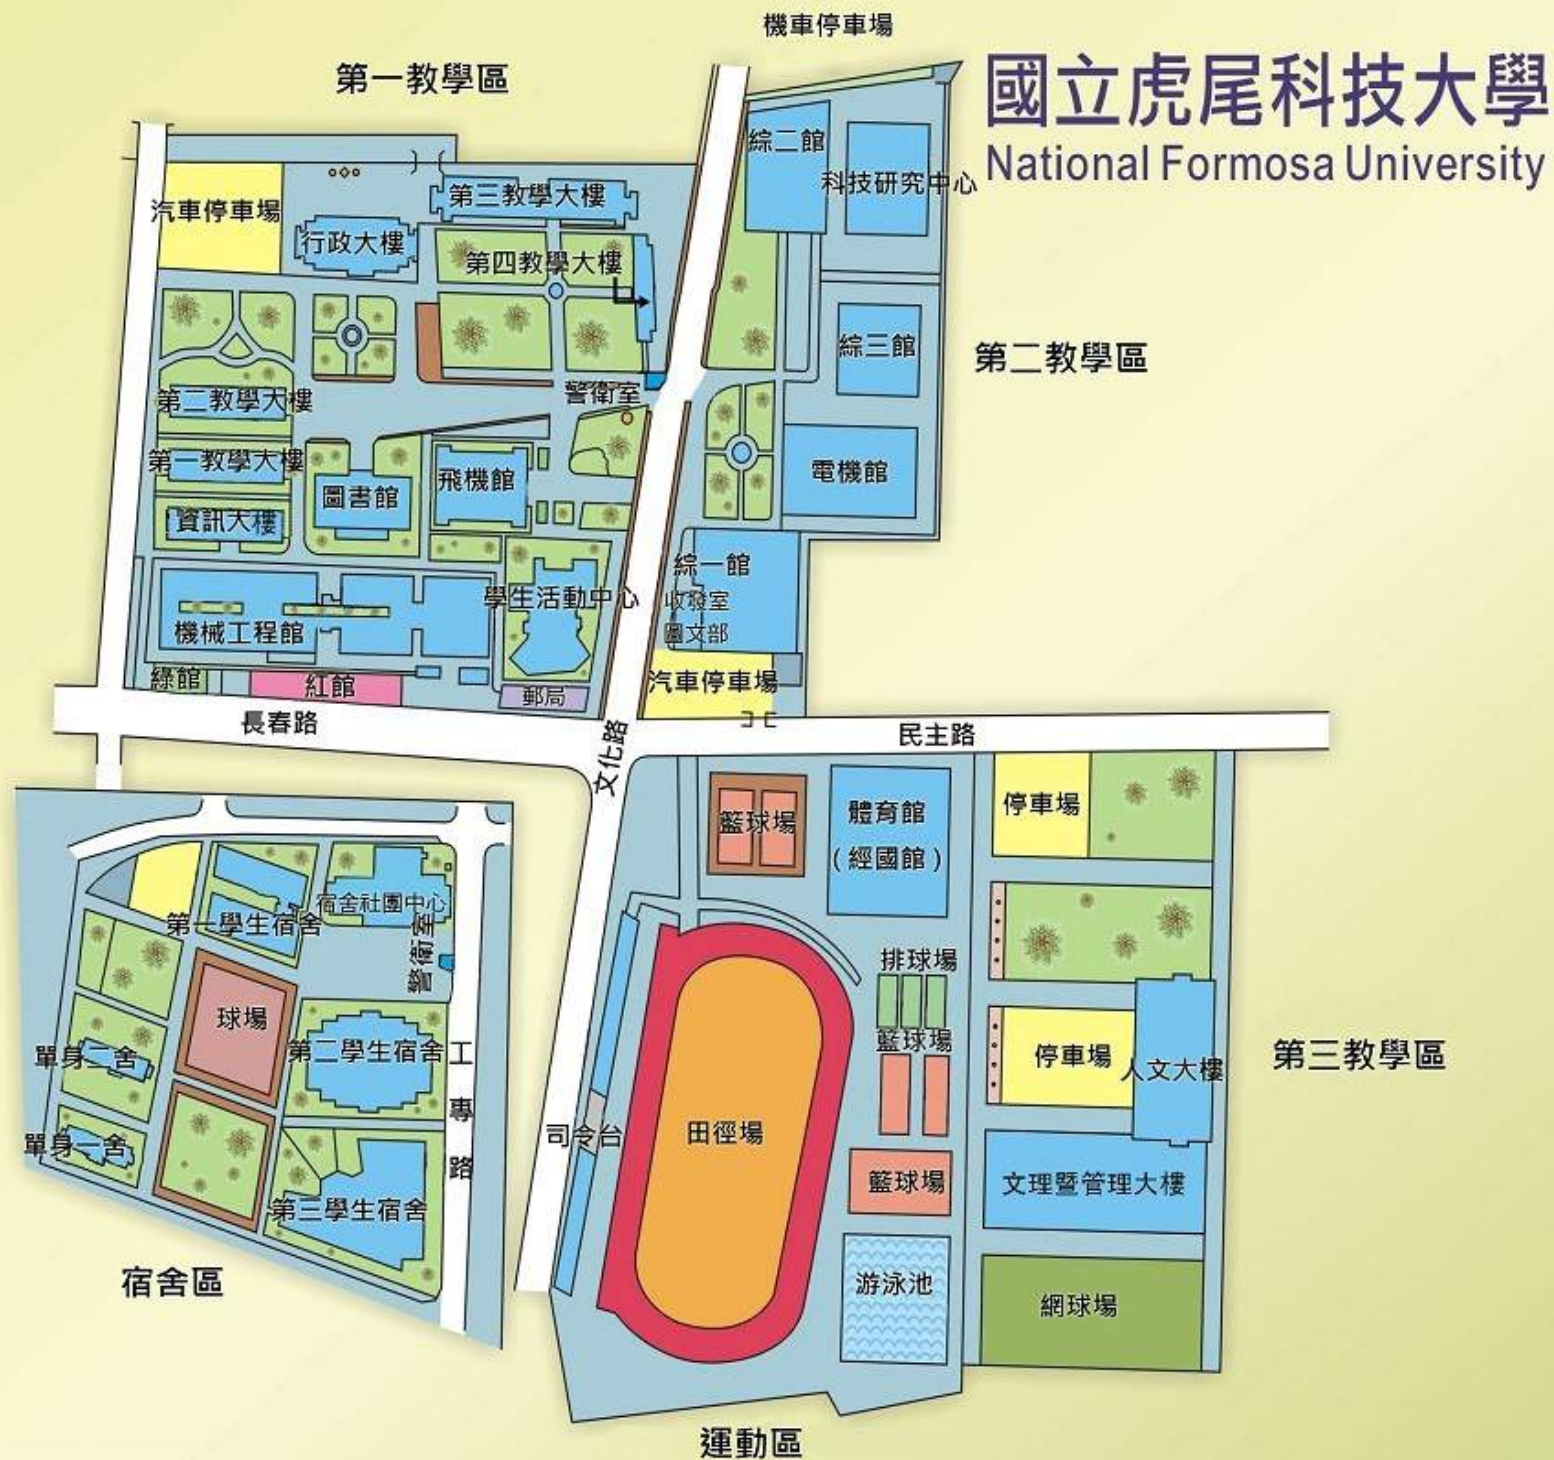 機車停車場
國立虎尾科技大學
National Formosa University
第一教學區
綜二館
科技研究中心
第三教學大樓
汽車停車場
行政大樓
第四教學大樓
綜三館
第二教學區
警衛室
第二教學大樓
第一教學大樓
圖書館
飛機館
電機館
資訊大樓
綜一館
收發室
圖文部
學生活動中心
機械工程館
綠館
紅館
郵局
汽車停車場
長春路
文化路
民主路
籃球場
體育館
(經國館)
停車場
宿舍社團中心
第一學生宿舍
警衛室
排球場
球場
籃球場
單身二舍
第二學生宿舍
停車場
人文大樓
第三教學區
工專路
單身一舍
司令台
田徑場
籃球場
文理暨管理大樓
第三學生宿舍
宿舍區
游泳池
網球場
運動區